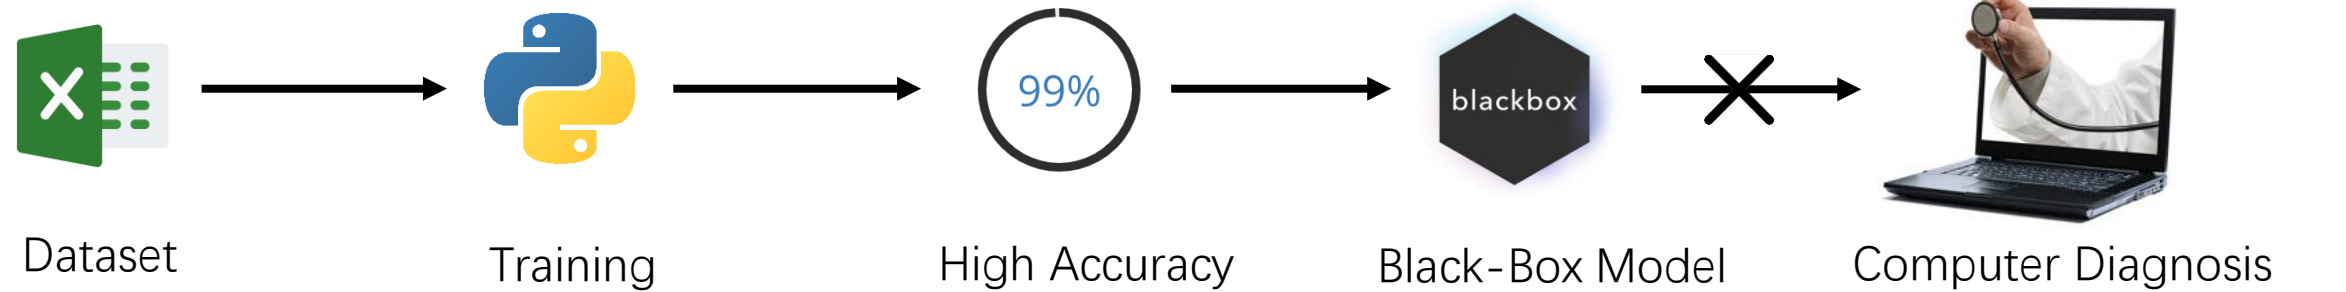 X
99%
blackbox
Dataset
Training
High Accuracy
Black-Box Model
Computer Diagnosis